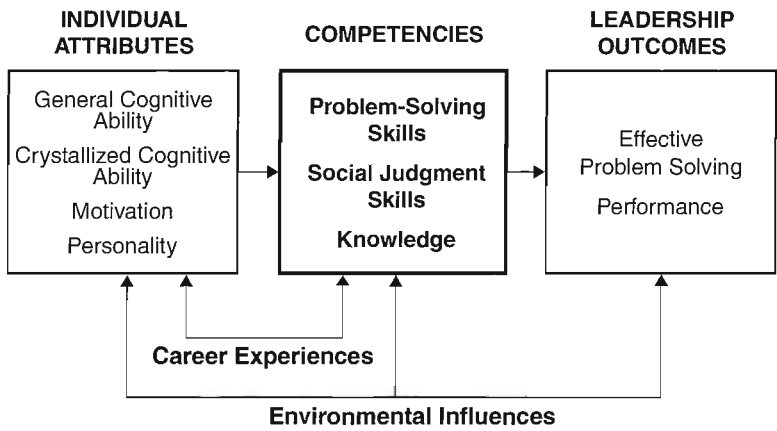 INDIVIDUAL
ATTRIBUTES
COMPETENCIES
LEADERSHIP
OUTCOMES
General Cognitive
Ability
Crystallized Cognitive
Ability
Motivation
Personality
Problem-Solving
Skills
Social Judgment
Skills
Knowledge
Effective
Problem Solving
Performance
Career Experiences
Environmental Influences